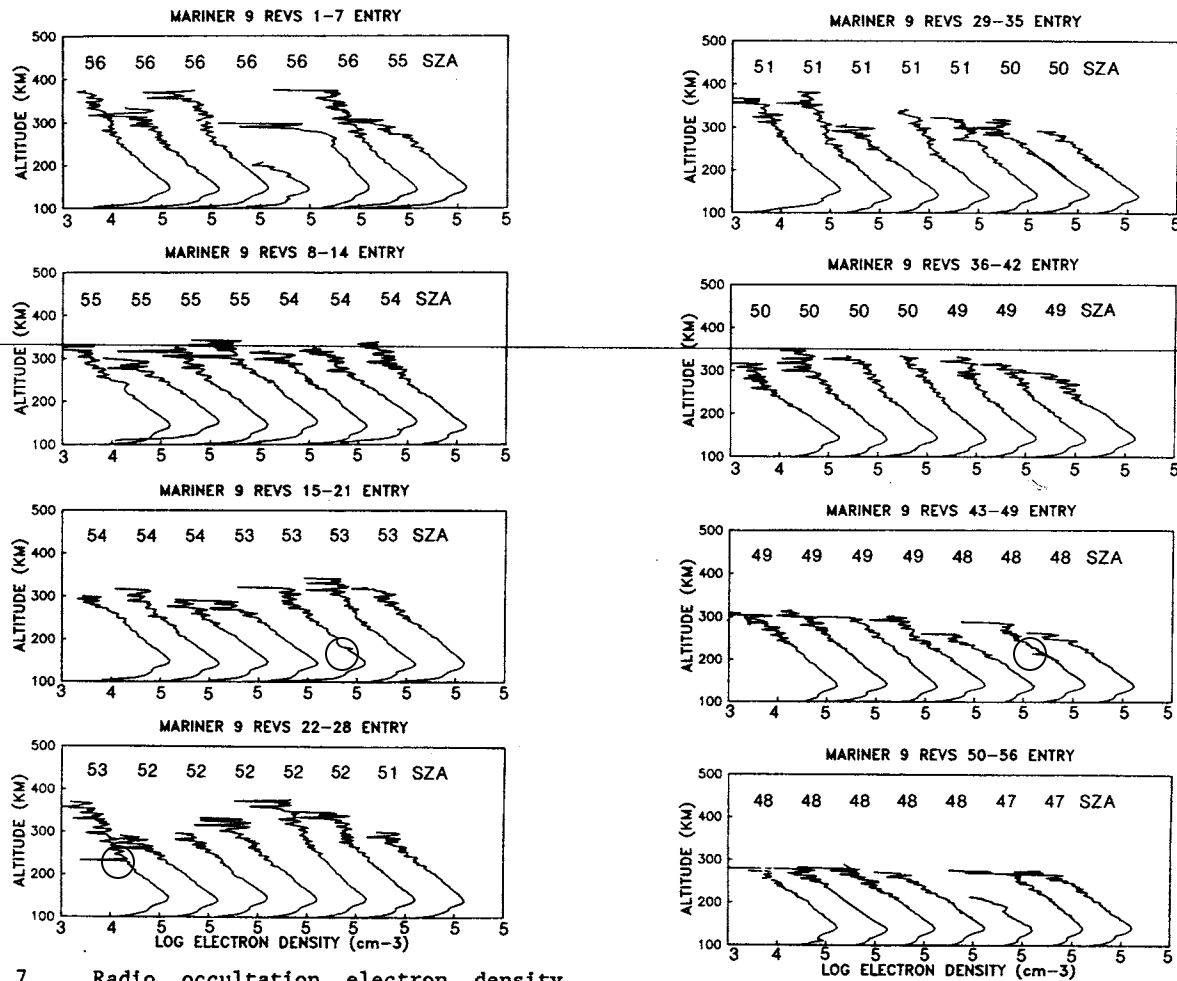 MARINER 9 REVS 1-7 ENTRY
500
400
300
200
100
ALTITUDE (KM)
56 56 56 56 56 56 55 SZA
3 4 5 5 5 5 5 5 5 5
MARINER 9 REVS 8-14 ENTRY
500
400
300
200
100
ALTITUDE (KM)
55 55 55 55 54 54 54 SZA
3 4 5 5 5 5 5 5 5 5
MARINER 9 REVS 15-21 ENTRY
500
400
300
200
100
ALTITUDE (KM)
54 54 54 53 53 53 53 SZA
3 4 5 5 5 5 5 5 5 5
MARINER 9 REVS 22-28 ENTRY
500
400
300
200
100
ALTITUDE (KM)
53 52 52 52 52 52 51 SZA
3 4 5 5 5 5 5 5 5 5
LOG ELECTRON DENSITY (cm-3)
7 Radio occultation electron density
MARINER 9 REVS 29-35 ENTRY
500
400
300
200
100
ALTITUDE (KM)
51 51 51 51 51 50 50 SZA
3 4 5 5 5 5 5 5 5 5
MARINER 9 REVS 36-42 ENTRY
500
400
300
200
100
ALTITUDE (KM)
50 50 50 50 49 49 49 SZA
3 4 5 5 5 5 5 5 5 5
MARINER 9 REVS 43-49 ENTRY
500
400
300
200
100
ALTITUDE (KM)
49 49 49 49 48 48 48 SZA
3 4 5 5 5 5 5 5 5 5
MARINER 9 REVS 50-56 ENTRY
500
400
300
200
100
ALTITUDE (KM)
48 48 48 48 48 47 47 SZA
3 4 5 5 5 5 5 5 5 5
LOG ELECTRON DENSITY (cm-3)